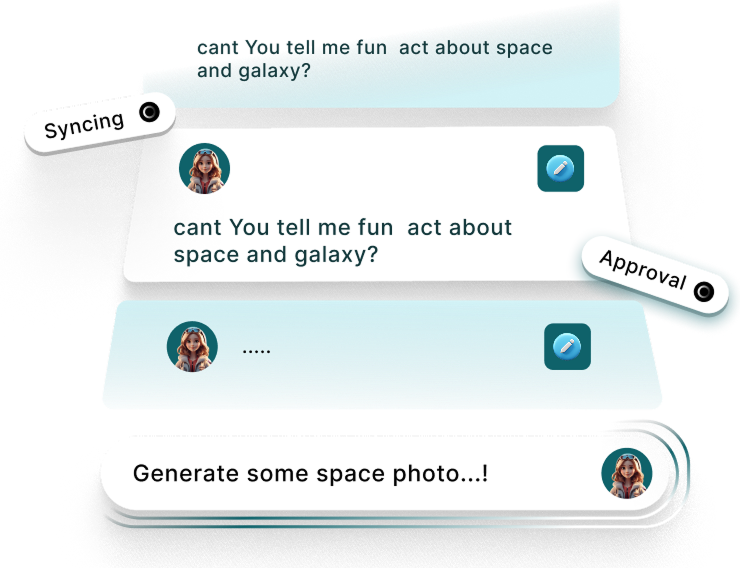 cant You tell me fun  act about space
and galaxy?
Syncing
cant You tell me fun  act about
space and galaxy?
Approval
.....
Generate some space photo...!